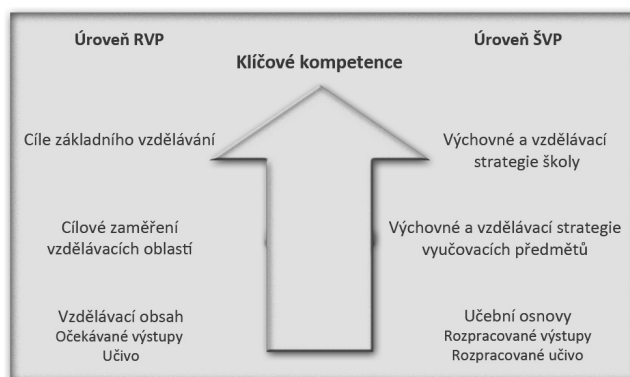 Úroveň RVP
Úroveň ŠVP
Klíčové kompetence
Cíle základního vzdělávání
Výchovné a vzdělávací
strategie školy
Cílové zaměření
vzdělávacích oblastí
Výchovné a vzdělávací strategie
vyučovacích předmětů
Vzdělávací obsah
Očekávané výstupy
Učivo
Učební osnovy
Rozpracované výstupy
Rozpracované učivo